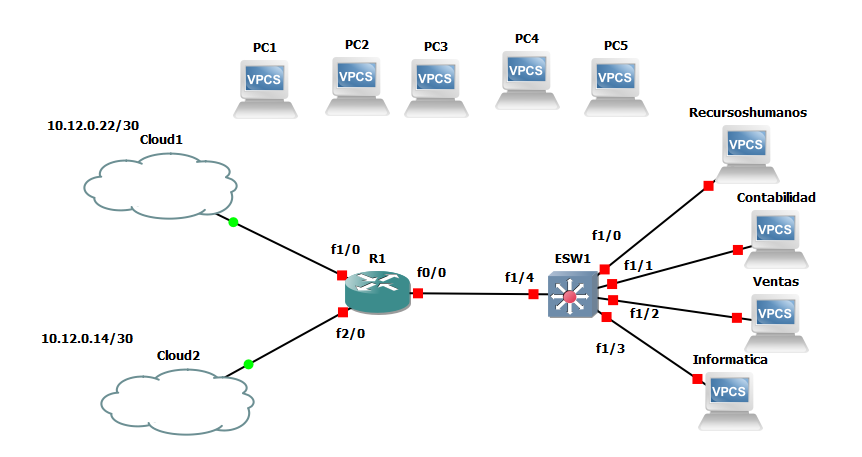 PC1
PC2
PC3
PC4
PC5
VPCS
VPCS
VPCS
VPCS
VPCS
10.12.0.22/30
Cloud1
Recursoshumanos
VPCS
Contabilidad
VPCS
f1/0
R1
f0/0
f2/0
f1/4
ESW1
f1/0
f1/1
f1/2
f1/3
Ventas
VPCS
10.12.0.14/30
Cloud2
Informatica
VPCS